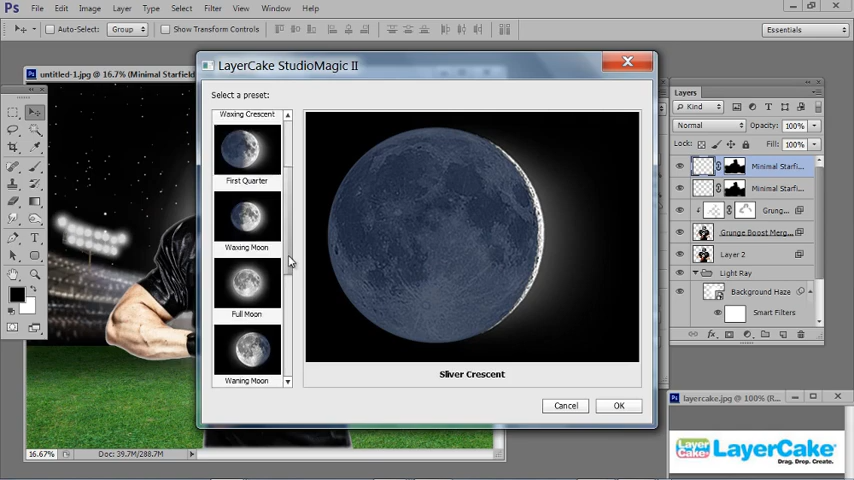 Ps File Edit Image Layer Type Select Filter View Window Help
Auto-Select: Group Show Transform Controls Essentials
untitled-1.jpg @ 16.7% (Minimal Starfield
LayerCake StudioMagic II
Select a preset:
Waxing Crescent
First Quarter
Waxing Moon
Full Moon
Waning Moon
Sliver Crescent
Cancel OK
Layers
Kind
Normal Opacity: 100%
Lock: Fill: 100%
Minimal Starfi...
Minimal Starfi...
Grung...
Grunge Boost Merg...
Layer 2
Light Ray
Background Haze
Smart Filters
fx
16.67% Doc: 39.7M/288.7M
layercake.jpg @ 100% (R...
Layer Cake LayerCake
Drag. Drop. Create.